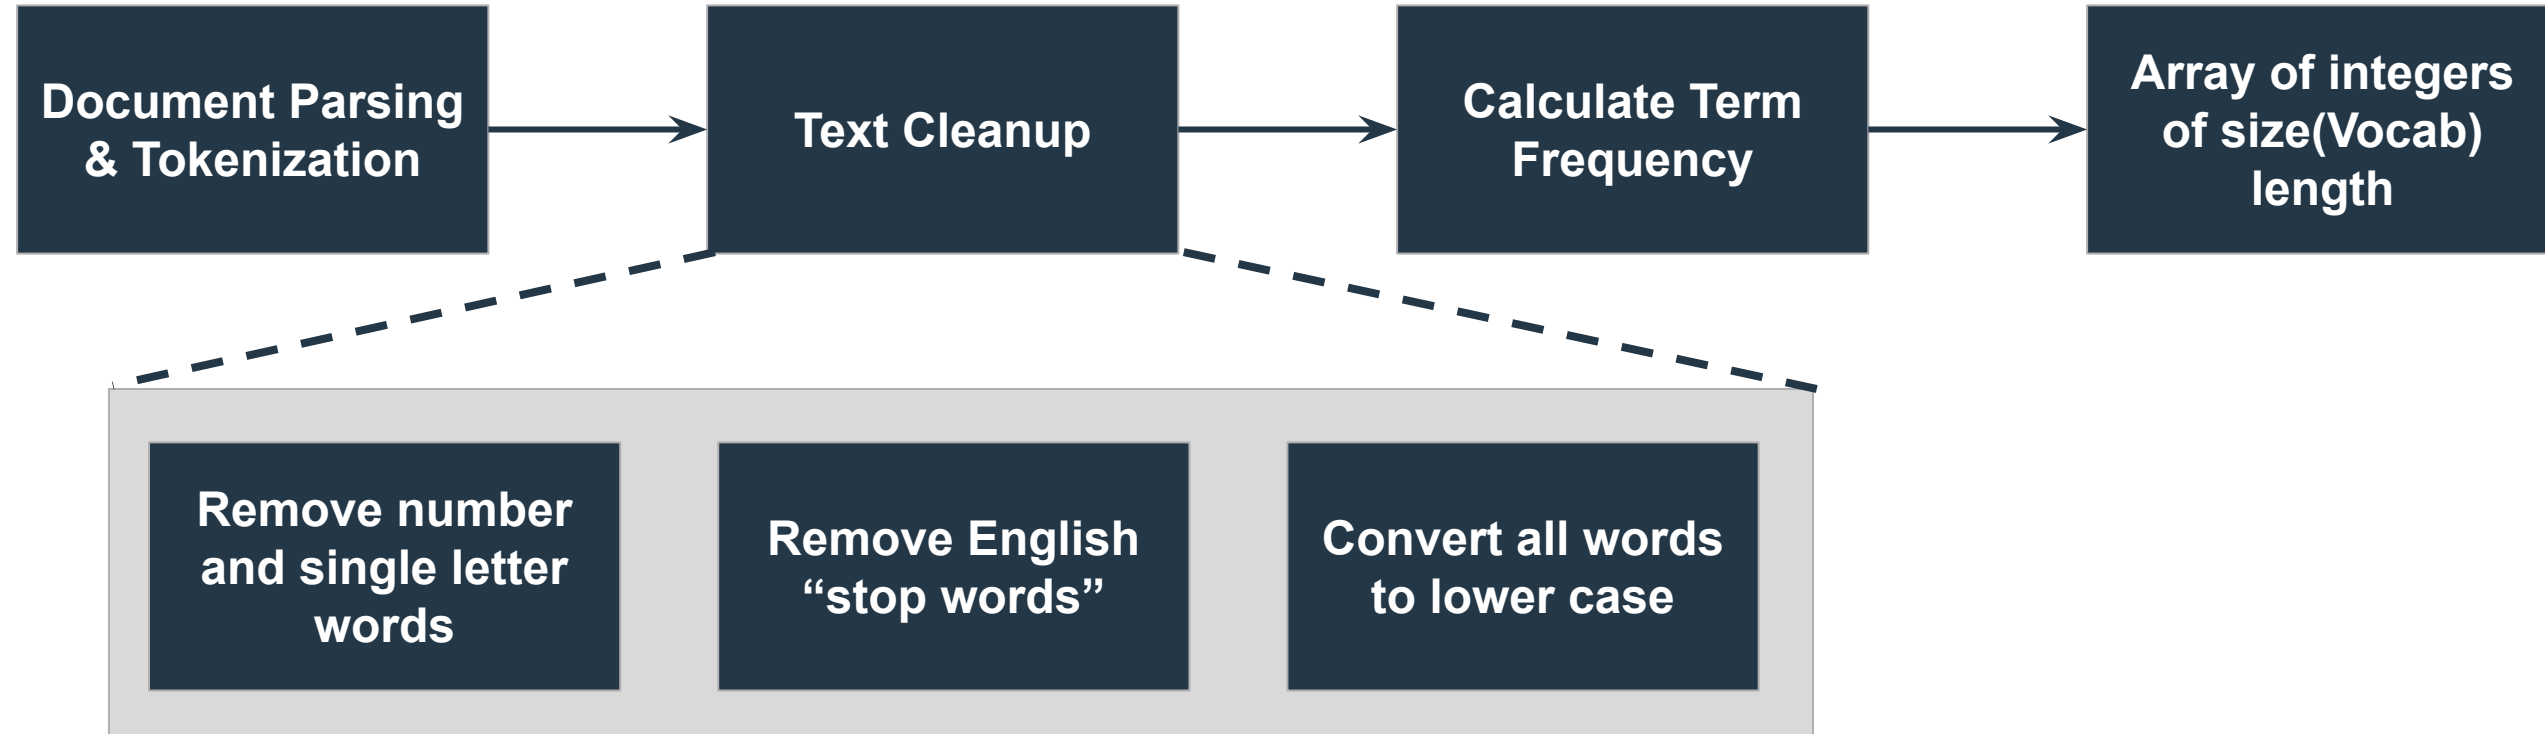 Document Parsing
& Tokenization
Text Cleanup
Calculate Term
Frequency
Array of integers
of size(Vocab)
length
Remove number
and single letter
words
Remove English
“stop words”
Convert all words
to lower case